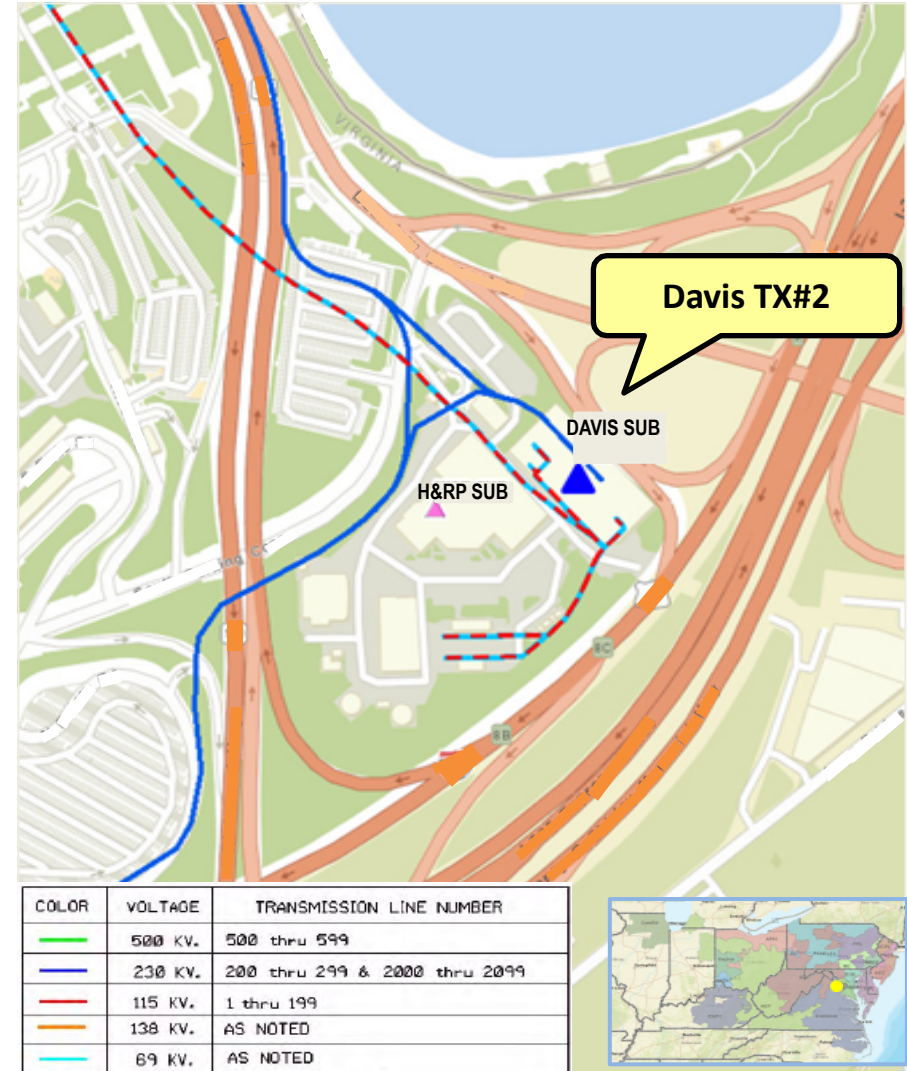 VIRGINIA
Davis TX#2
DAVIS SUB
H&RP SUB
8C
8B
COLOR VOLTAGE TRANSMISSION LINE NUMBER
500 KV. 500 thru 599
230 KV. 200 thru 299 & 2000 thru 2099
115 KV. 1 thru 199
138 KV. AS NOTED
69 KV. AS NOTED